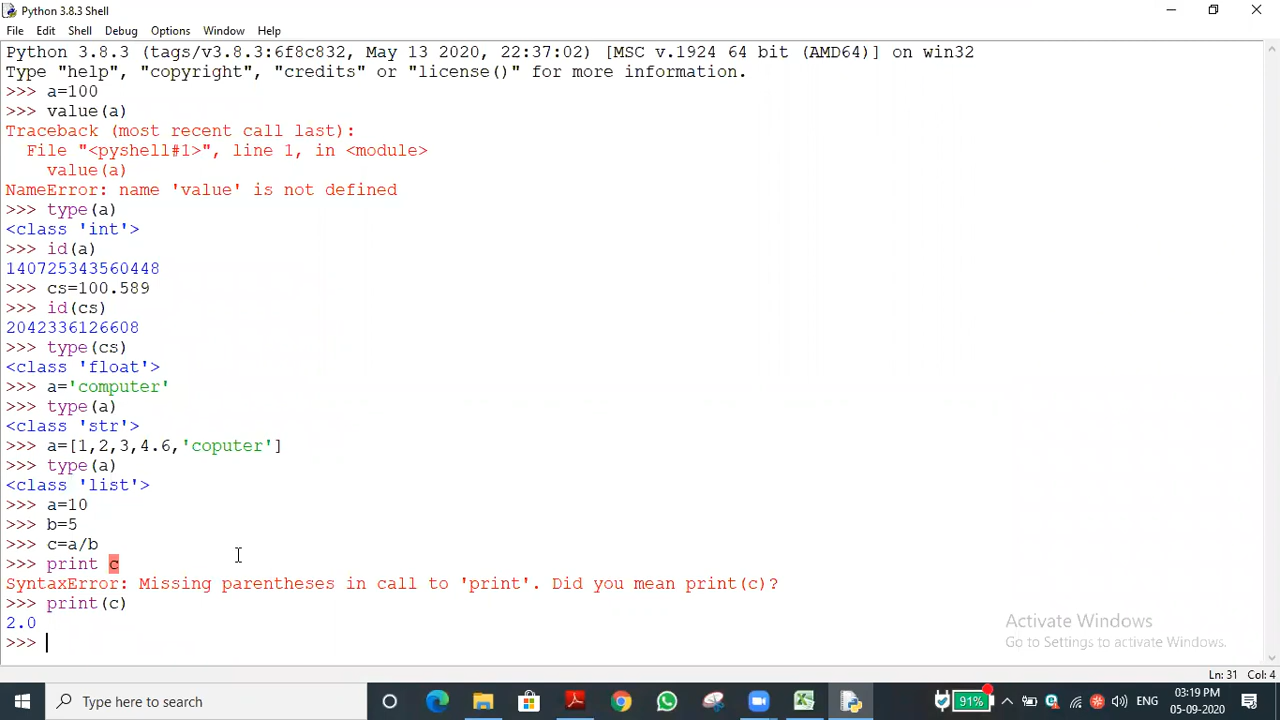 Python 3.8.3 Shell
File Edit Shell Debug Options Window Help
Python 3.8.3 (tags/v3.8.3:6f8c832, May 13 2020, 22:37:02) [MSC v.1924 64 bit (AMD64)] on win32
Type "help", "copyright", "credits" or "license()" for more information.
>>> a=100
>>> value(a)
Traceback (most recent call last):
  File "<pyshell#1>", line 1, in <module>
    value(a)
NameError: name 'value' is not defined
>>> type(a)
<class 'int'>
>>> id(a)
140725343560448
>>> cs=100.589
>>> id(cs)
2042336126608
>>> type(cs)
<class 'float'>
>>> a='computer'
>>> type(a)
<class 'str'>
>>> a=[1,2,3,4.6,'coputer']
>>> type(a)
<class 'list'>
>>> a=10
>>> b=5
>>> c=a/b
>>> print c
SyntaxError: Missing parentheses in call to 'print'. Did you mean print(c)?
>>> print(c)
2.0
>>>
Activate Windows
Go to Settings to activate Windows.
Ln: 31 Col: 4
Type here to search
91%
ENG
03:19 PM
05-09-2020